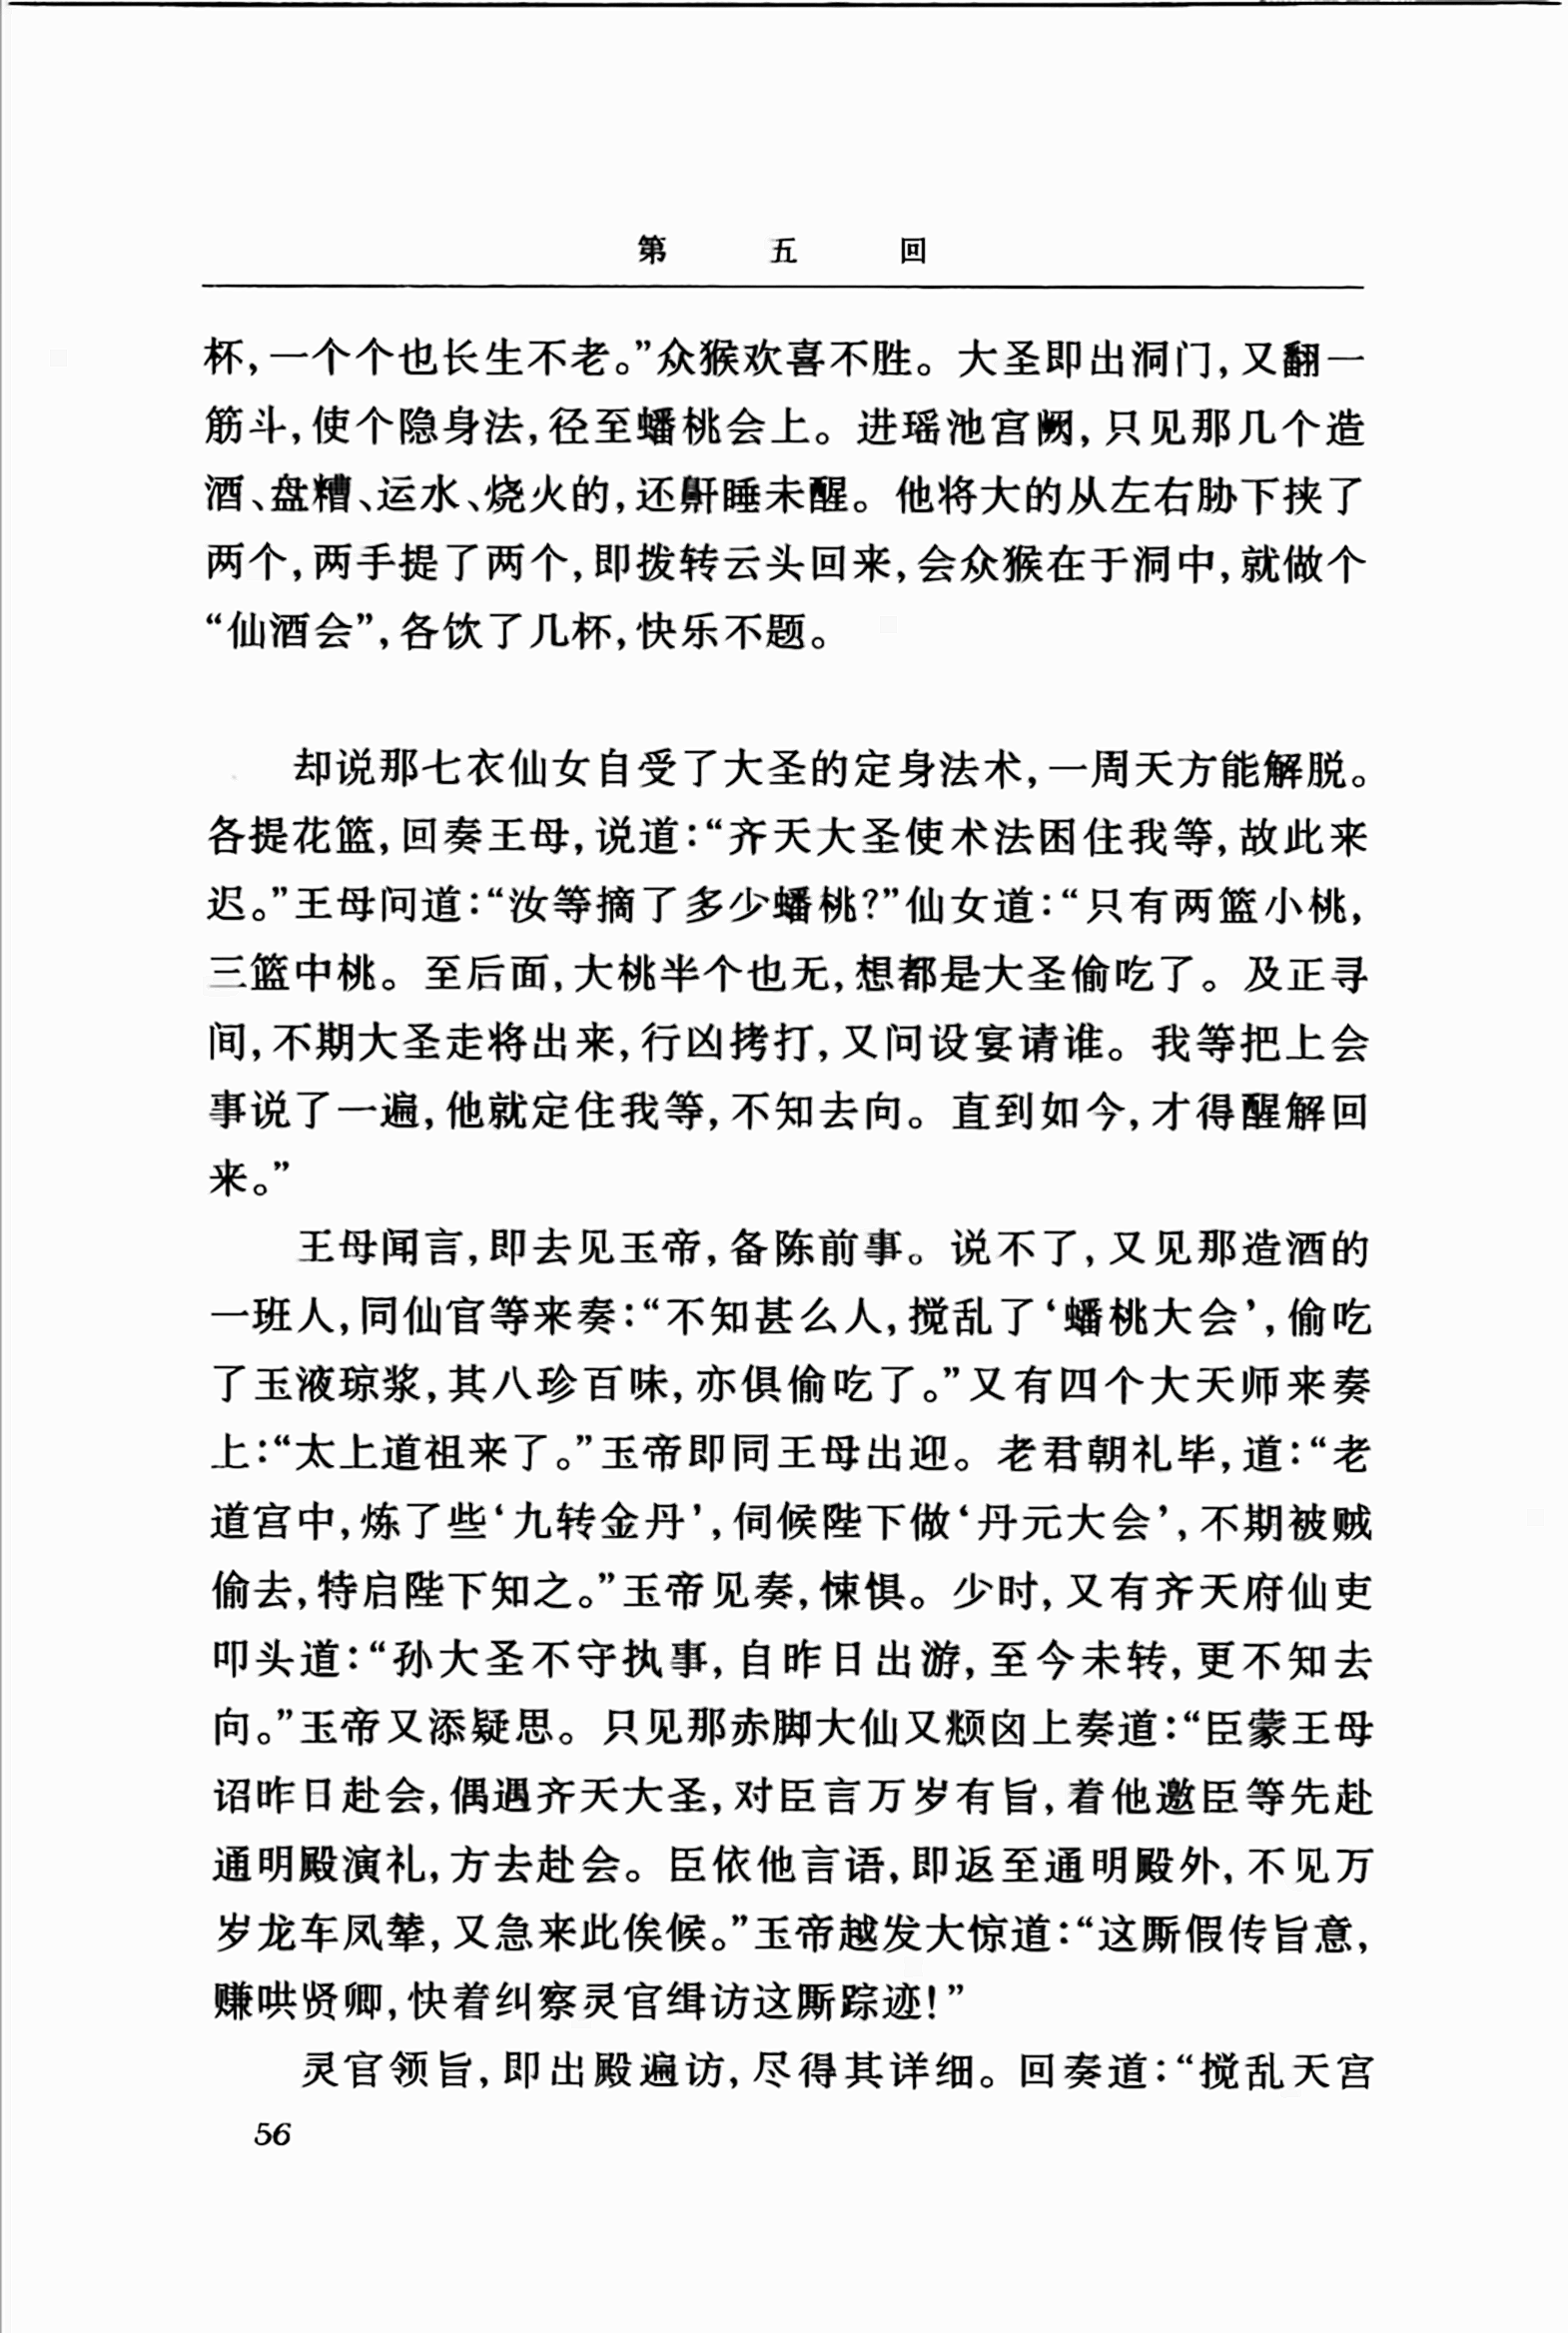 第五回
杯,一个个也长生不老。”众猴欢喜不胜。大圣即出洞门,又翻一
筋斗,使个隐身法,径至蟠桃会上。进瑶池宫阙,只见那几个造
酒、盘糟、运水、烧火的,还鼾睡未醒。他将大的从左右胁下挟了
两个,两手提了两个,即拨转云头回来,会众猴在于洞中,就做个
“仙酒会”,各饮了几杯,快乐不题。
却说那七衣仙女自受了大圣的定身法术,一周天方能解脱。
各提花篮,回奏王母,说道:“齐天大圣使术法困住我等,故此来
迟。”王母问道:“汝等摘了多少蟠桃?”仙女道:“只有两篮小桃,
三篮中桃。至后面,大桃半个也无,想都是大圣偷吃了。及正寻
间,不期大圣走将出来,行凶拷打,又问设宴请谁。我等把上会
事说了一遍,他就定住我等,不知去向。直到如今,才得醒解回
来。”
王母闻言,即去见玉帝,备陈前事。说不了,又见那造酒的
一班人,同仙官等来奏:“不知甚么人,搅乱了‘蟠桃大会’,偷吃
了玉液琼浆,其八珍百味,亦俱偷吃了。”又有四个大天师来奏
上:“太上道祖来了。”玉帝即同王母出迎。老君朝礼毕,道:“老
道宫中,炼了些‘九转金丹’,伺候陛下做‘丹元大会’,不期被贼
偷去,特启陛下知之。”玉帝见奏,悚惧。少时,又有齐天府仙吏
叩头道:“孙大圣不守执事,自昨日出游,至今未转,更不知去
向。”玉帝又添疑思。只见那赤脚大仙又頫囟上奏道:“臣蒙王母
诏昨日赴会,偶遇齐天大圣,对臣言万岁有旨,着他邀臣等先赴
通明殿演礼,方去赴会。臣依他言语,即返至通明殿外,不见万
岁龙车凤辇,又急来此俟候。”玉帝越发大惊道:“这厮假传旨意,
赚哄贤卿,快着纠察灵官缉访这厮踪迹!”
灵官领旨,即出殿遍访,尽得其详细。回奏道:“搅乱天宫
56